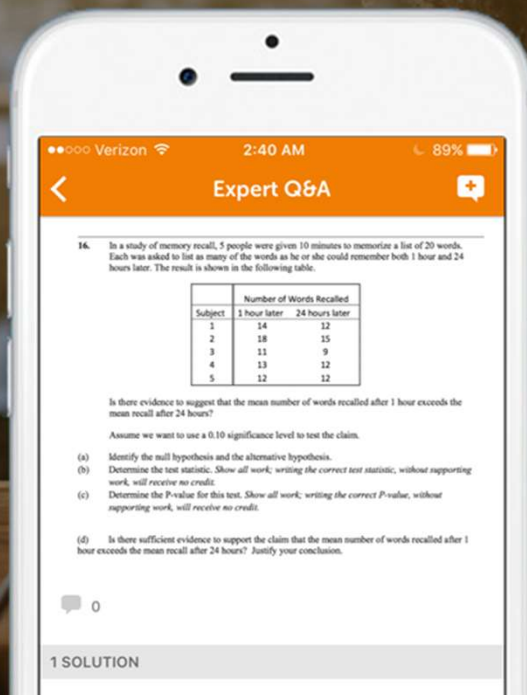 Verizon 2:40 AM 89%
Expert Q&A
16. In a study of memory recall, 5 people were given 10 minutes to memorize a list of 20 words.
Each was asked to list as many of the words as he or she could remember both 1 hour and 24
hours later. The result is shown in the following table.
Number of Words Recalled
Subject 1 hour later 24 hours later
1 14 12
2 18 15
3 11 9
4 13 12
5 12 12
Is there evidence to suggest that the mean number of words recalled after 1 hour exceeds the
mean recall after 24 hours?
Assume we want to use a 0.10 significance level to test the claim.
(a) Identify the null hypothesis and the alternative hypothesis.
(b) Determine the test statistic. Show all work; writing the correct test statistic, without supporting
work, will receive no credit.
(c) Determine the P-value for this test. Show all work; writing the correct P-value, without
supporting work, will receive no credit.
(d) Is there sufficient evidence to support the claim that the mean number of words recalled after 1
hour exceeds the mean recall after 24 hours? Justify your conclusion.
0
1 SOLUTION